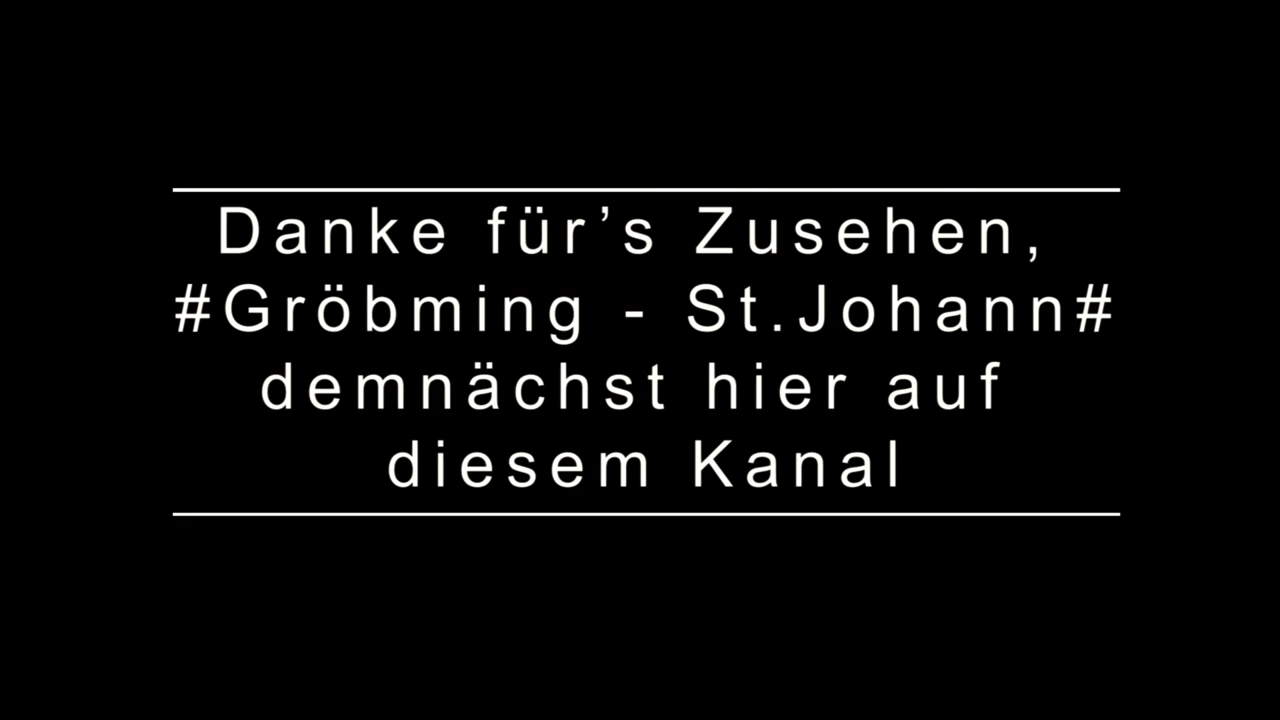 Danke für’s Zusehen,
#Gröbming - St.Johann#
demnächst hier auf
diesem Kanal